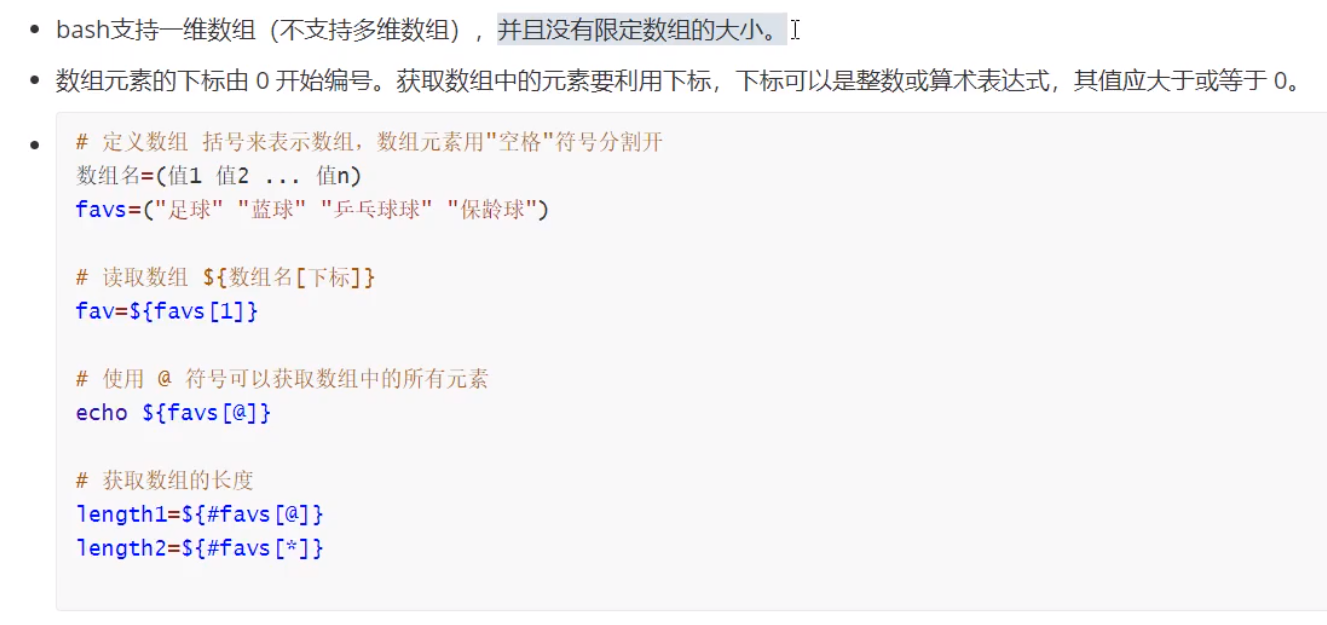 bash支持一维数组（不支持多维数组），并且没有限定数组的大小。
数组元素的下标由 0 开始编号。获取数组中的元素要利用下标，下标可以是整数或算术表达式，其值应大于或等于 0。
# 定义数组 括号来表示数组，数组元素用"空格"符号分割开
数组名=(值1 值2 ... 值n)
favs=("足球" "蓝球" "乒乓球球" "保龄球")
# 读取数组 ${数组名[下标]}
fav=${favs[1]}
# 使用 @ 符号可以获取数组中的所有元素
echo ${favs[@]}
# 获取数组的长度
length1=${#favs[@]}
length2=${#favs[*]}